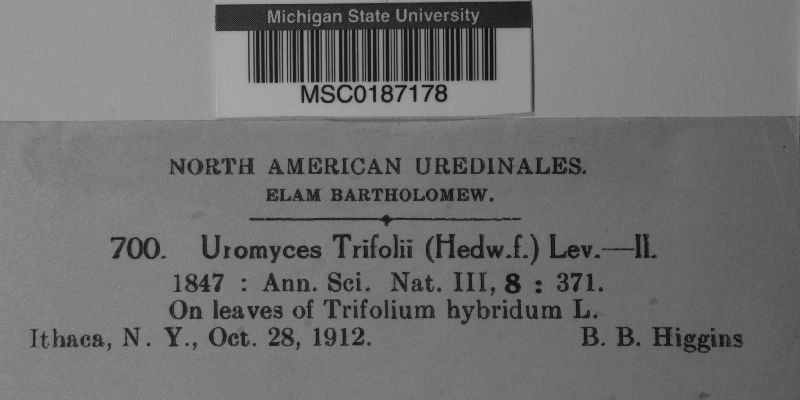 Michigan State University
MSC0187178
NORTH AMERICAN UREDINALES.
ELAM BARTHOLOMEW.
700. Uromyces Trifolii (Hedw.f.) Lev.—II.
1847 : Ann. Sci. Nat. III, 8 : 371.
On leaves of Trifolium hybridum L.
Ithaca, N. Y., Oct. 28, 1912. B. B. Higgins